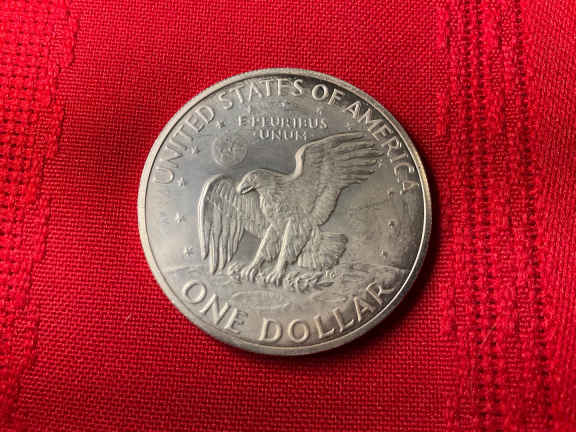 UNITED STATES OF AMERICA
E PLURIBUS
UNUM
ONE DOLLAR